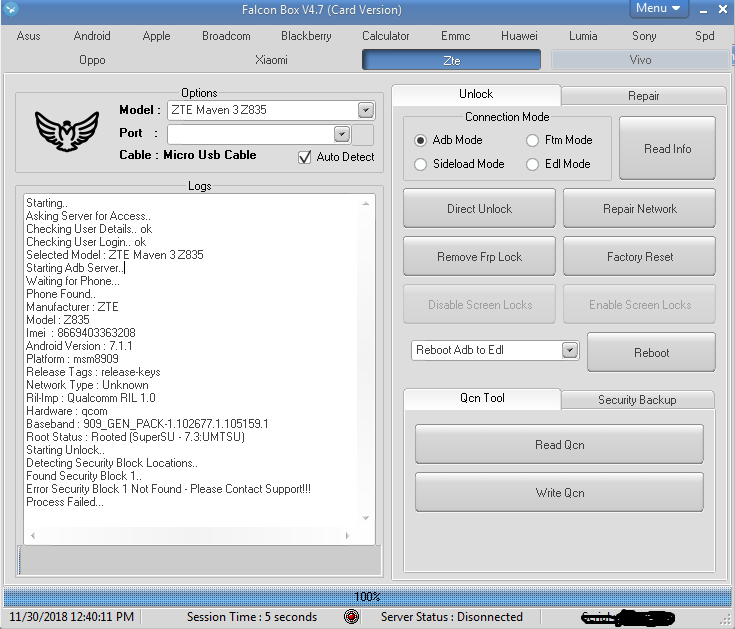 Falcon Box V4.7 (Card Version)
Menu
Asus Android Apple Broadcom Blackberry Calculator Emmc Huawei Lumia Sony Spd
Oppo Xiaomi Zte Vivo
Options
Model : ZTE Maven 3 Z835
Port :
Cable : Micro Usb Cable
Auto Detect
Logs
Starting..
Asking Server for Access..
Checking User Details.. ok
Checking User Login.. ok
Selected Model : ZTE Maven 3 Z835
Starting Adb Server..
Waiting for Phone...
Phone Found..
Manufacturer : ZTE
Model : Z835
Imei : 8669403363208
Android Version : 7.1.1
Platform : msm8909
Release Tags : release-keys
Network Type : Unknown
Ril-Imp : Qualcomm RIL 1.0
Hardware : qcom
Baseband : 909_GEN_PACK-1.102677.1.105159.1
Root Status : Rooted (SuperSU - 7.3:UMTSU)
Starting Unlock..
Detecting Security Block Locations..
Found Security Block 1..
Error Security Block 1 Not Found - Please Contact Support!!!
Process Failed...
Unlock Repair
Connection Mode
Adb Mode Ftm Mode
Sideload Mode Edl Mode
Read Info
Direct Unlock Repair Network
Remove Frp Lock Factory Reset
Disable Screen Locks Enable Screen Locks
Reboot Adb to Edl Reboot
Qcn Tool Security Backup
Read Qcn
Write Qcn
100%
11/30/2018 12:40:11 PM Session Time : 5 seconds Server Status : Disonnected